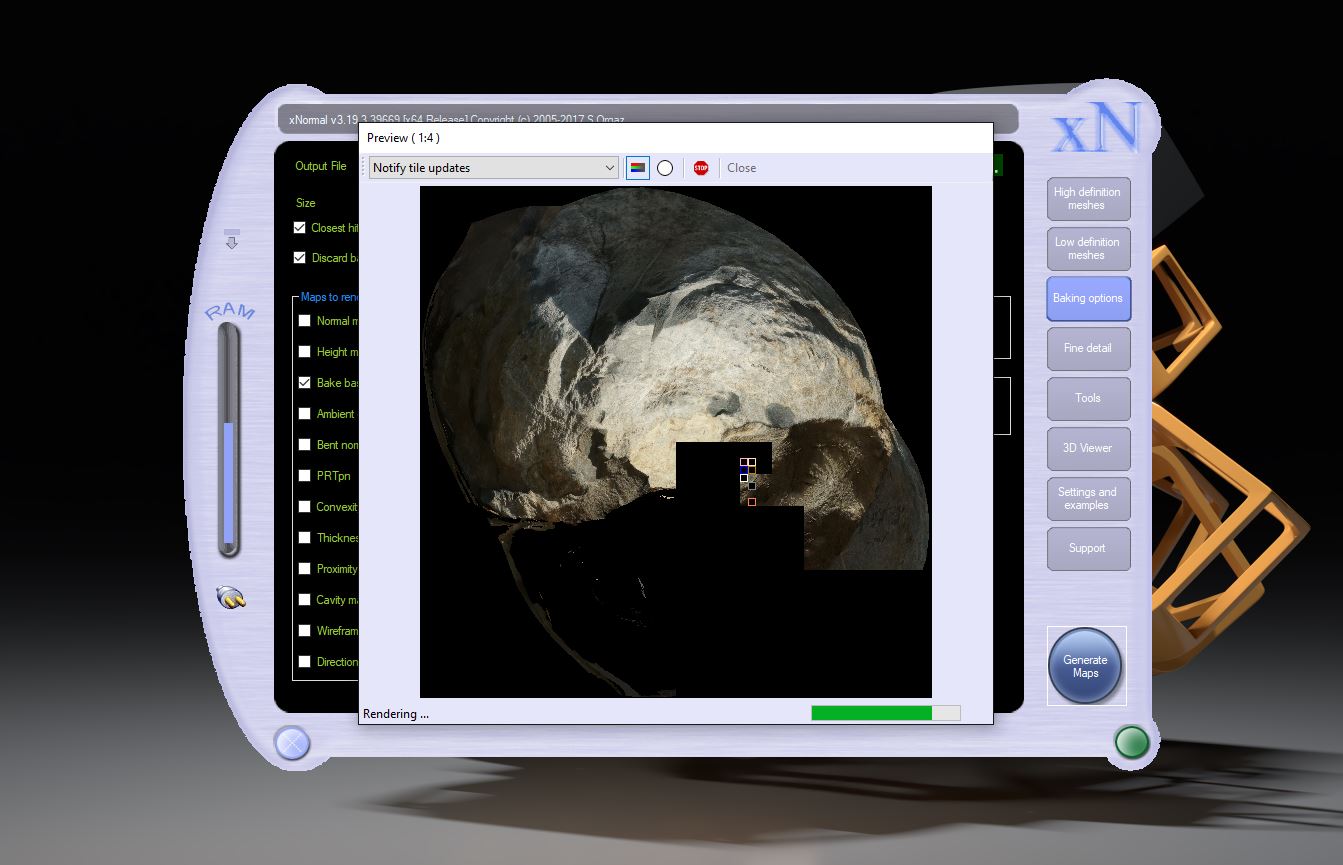 xNormal v3.19.3.39669 [x64 Release] Copyright (c) 2005-2017 S.Orgaz
xN
Preview ( 1:4 )
Output File
Notify tile updates
STOP
Close
Size
Closest hi
Discard ba
Maps to ren
Normal m
Height m
Bake bas
Ambient
Bent nor
PRTpn
Convexit
Thicknes
Proximity
Cavity m
Wirefram
Direction
RAM
High definition
meshes
Low definition
meshes
Baking options
Fine detail
Tools
3D Viewer
Settings and
examples
Support
Generate
Maps
Rendering ...